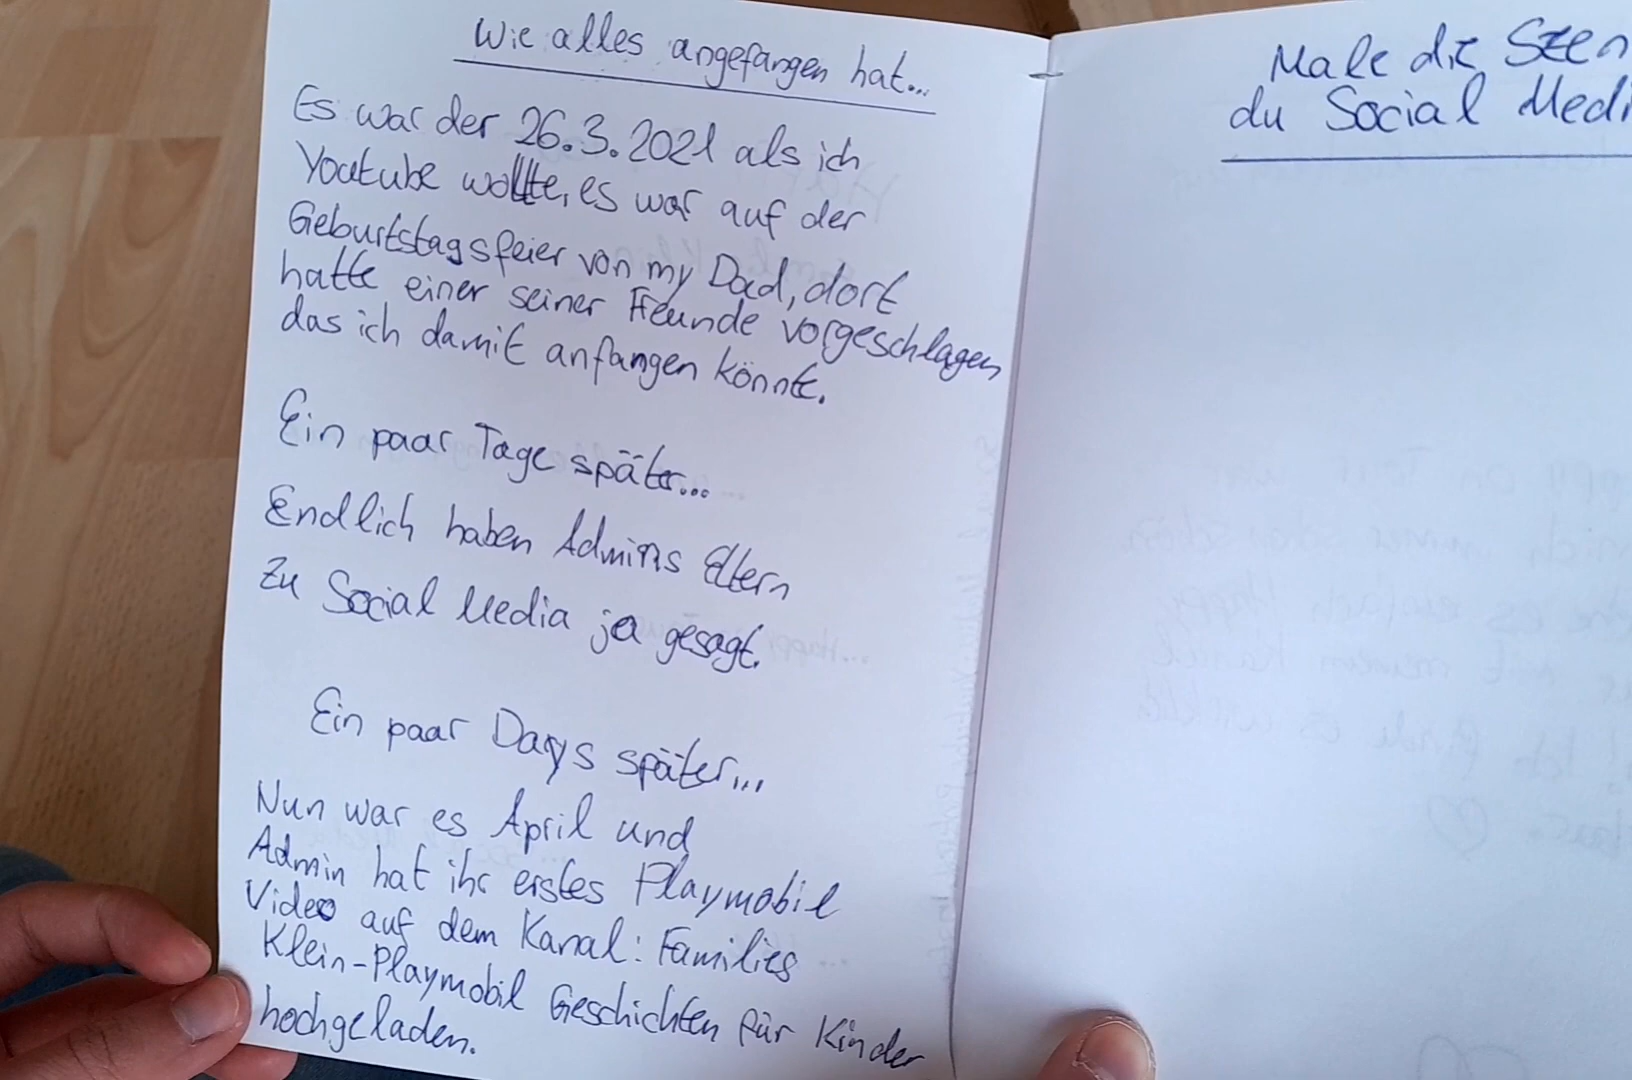 Wie alles angefangen hat...
Es war der 26.3.2021 als ich
Youtube wollte, es war auf der
Geburtstagsfeier von my Dad, dort
hatte einer seiner Freunde vorgeschlagen
das ich damit anfangen könnte.
Ein paar Tage später...
Endlich haben Admins Eltern
zu Social Media ja gesagt.
Ein paar Days später...
Nun war es April und
Admin hat ihr erstes Playmobil
Video auf dem Kanal: Families
Klein-Playmobil Geschichten für Kinder
hochgeladen.
Male die Szen
du Social Medi